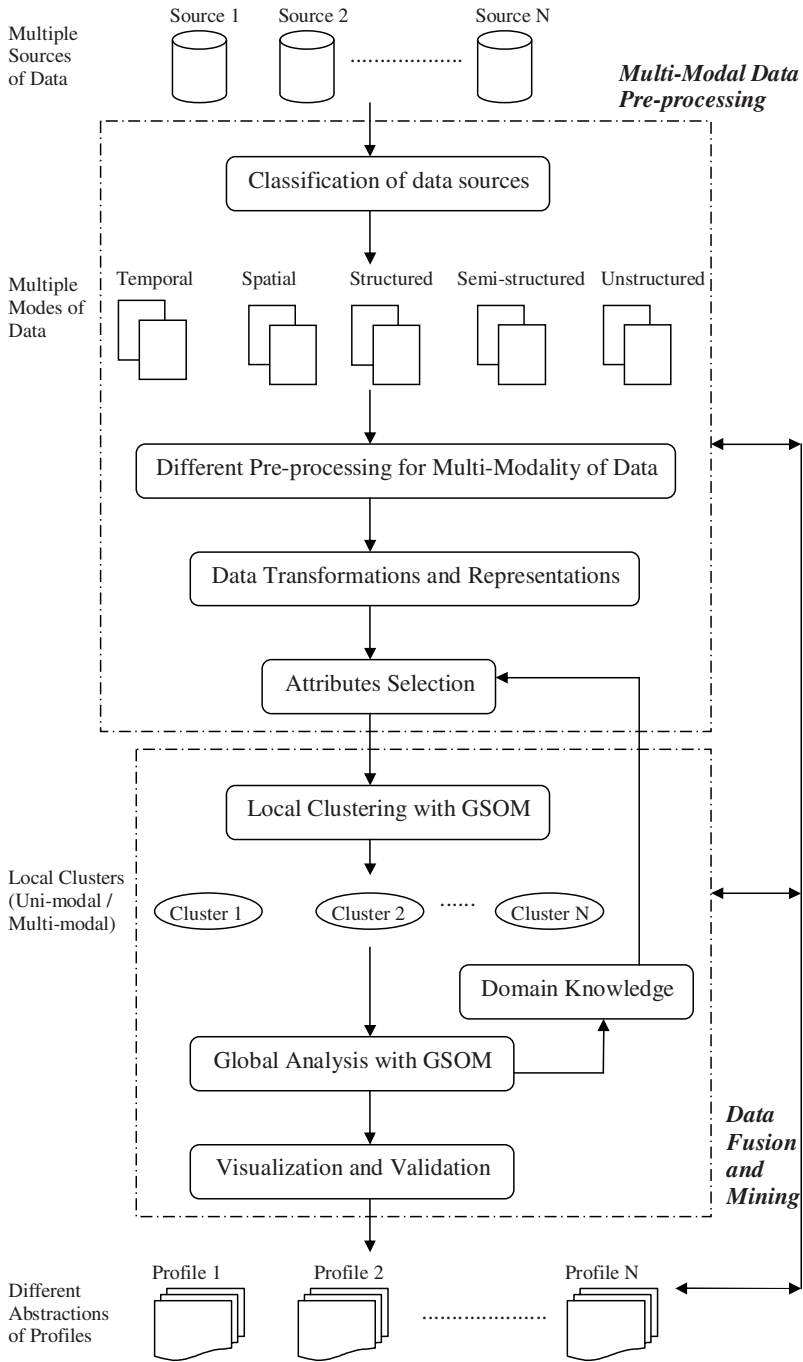 Multiple
Sources
of Data
Source 1
Source 2
....................
Source N
Multi-Modal Data
Pre-processing
Classification of data sources
Multiple
Modes of
Data
Temporal
Spatial
Structured
Semi-structured
Unstructured
Different Pre-processing for Multi-Modality of Data
Data Transformations and Representations
Attributes Selection
Local Clustering with GSOM
Local Clusters
(Uni-modal /
Multi-modal)
Cluster 1
Cluster 2
......
Cluster N
Domain Knowledge
Global Analysis with GSOM
Visualization and Validation
Data
Fusion
and
Mining
Different
Abstractions
of Profiles
Profile 1
Profile 2
......................
Profile N